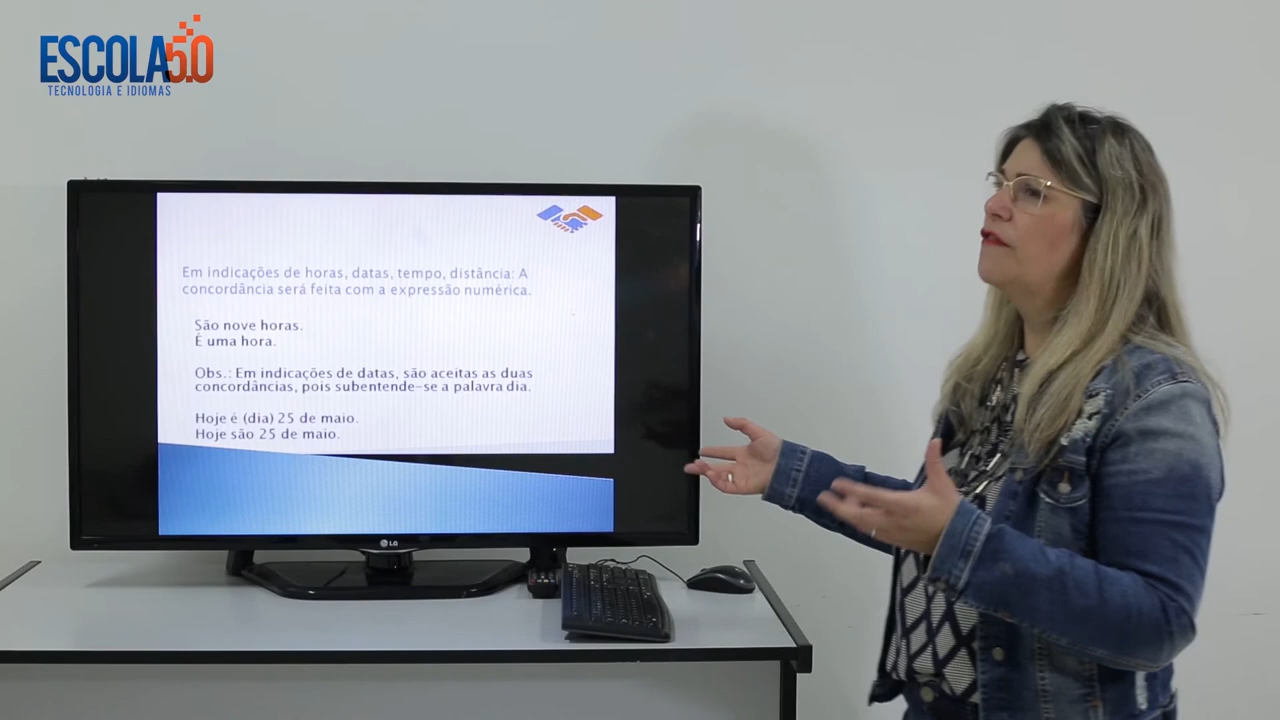 ESCOLA 5.0
TECNOLOGIA E IDIOMAS
Em indicações de horas, datas, tempo, distância: A
concordância será feita com a expressão numérica.
São nove horas.
É uma hora.
Obs.: Em indicações de datas, são aceitas as duas
concordâncias, pois subentende-se a palavra dia.
Hoje é (dia) 25 de maio.
Hoje são 25 de maio.
LG